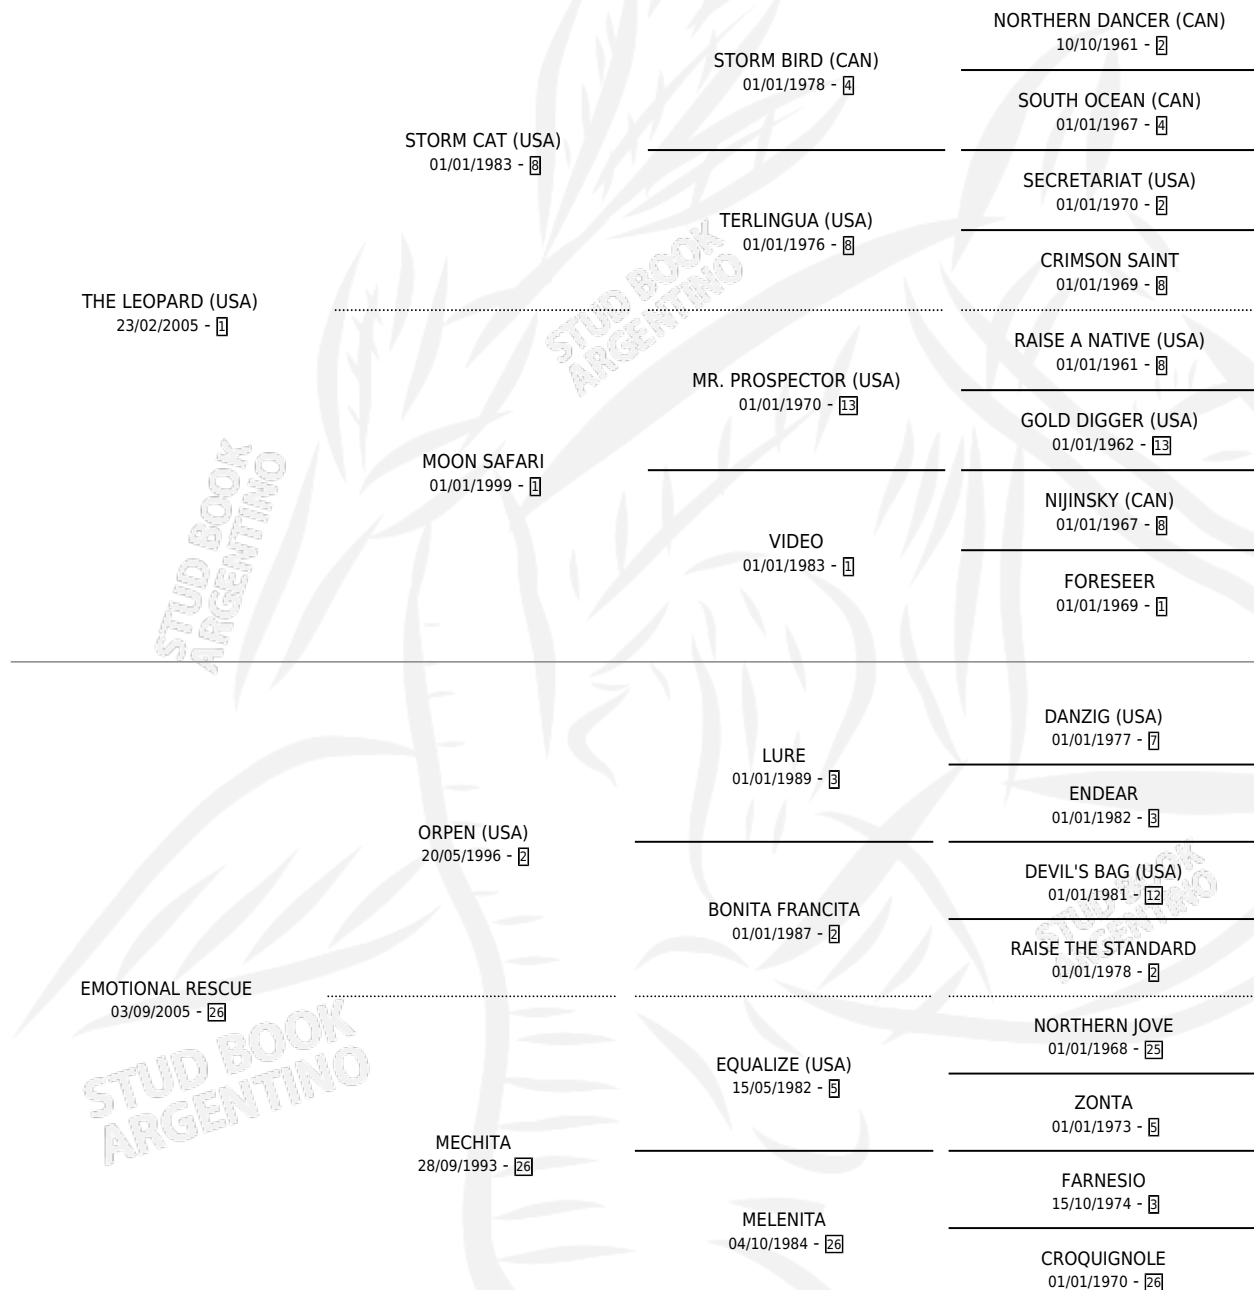 NORTHERN DANCER (CAN)
10/10/1961 - 2
STORM BIRD (CAN)
01/01/1978 - 4
SOUTH OCEAN (CAN)
01/01/1967 - 4
STORM CAT (USA)
01/01/1983 - 8
SECRETARIAT (USA)
01/01/1970 - 2
TERLINGUA (USA)
01/01/1976 - 8
CRIMSON SAINT
01/01/1969 - 8
THE LEOPARD (USA)
23/02/2005 - 1
STUD BOOK
ARGENTINO
RAISE A NATIVE (USA)
01/01/1961 - 8
MR. PROSPECTOR (USA)
01/01/1970 - 13
GOLD DIGGER (USA)
01/01/1962 - 13
MOON SAFARI
01/01/1999 - 1
NIJINSKY (CAN)
01/01/1967 - 8
VIDEO
01/01/1983 - 1
FORESEER
01/01/1969 - 1
STUD BOOK
ARGENTINO
DANZIG (USA)
01/01/1977 - 7
LURE
01/01/1989 - 3
ENDEAR
01/01/1982 - 3
ORPEN (USA)
20/05/1996 - 2
DEVIL'S BAG (USA)
01/01/1981 - 12
BONITA FRANCITA
01/01/1987 - 2
RAISE THE STANDARD
01/01/1978 - 2
STUD BOOK
ARGENTINO
EMOTIONAL RESCUE
03/09/2005 - 26
NORTHERN JOVE
01/01/1968 - 25
EQUALIZE (USA)
15/05/1982 - 5
ZONTA
01/01/1973 - 5
STUD BOOK
ARGENTINO
MECHITA
28/09/1993 - 26
FARNESIO
15/10/1974 - 3
MELENITA
04/10/1984 - 26
CROQUIGNOLE
01/01/1970 - 26